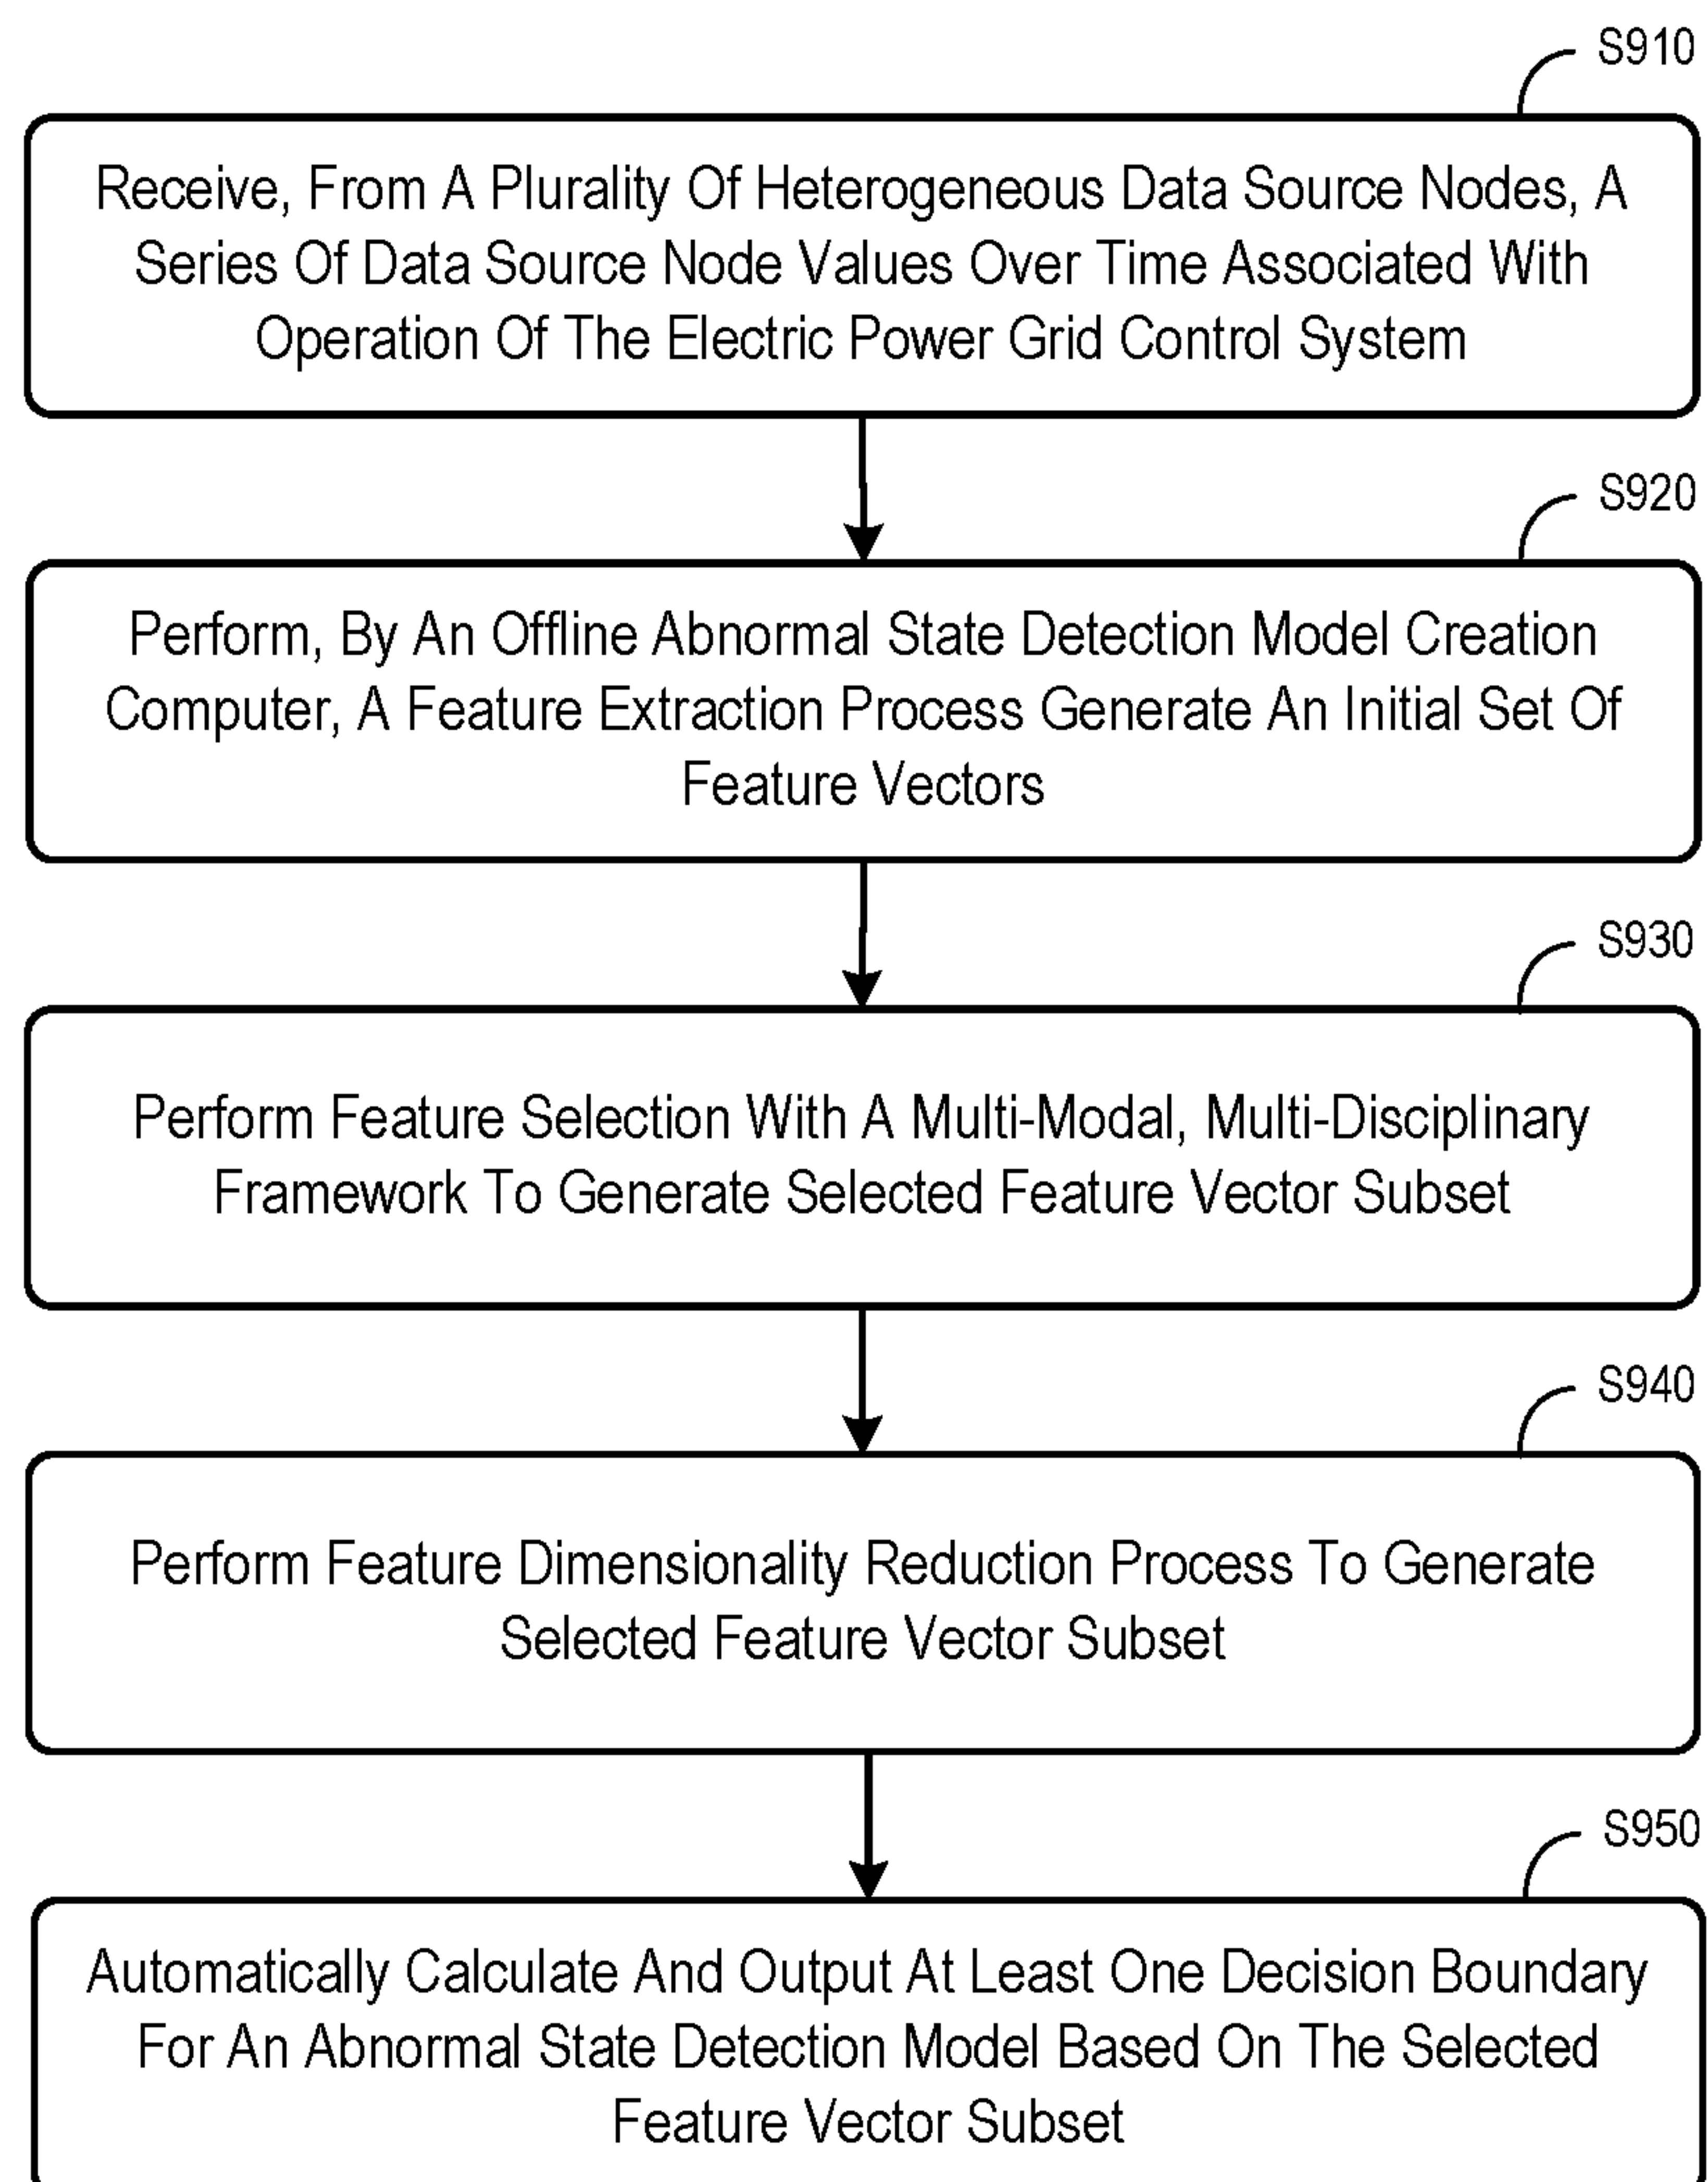 S910
Receive, From A Plurality Of Heterogeneous Data Source Nodes, A
Series Of Data Source Node Values Over Time Associated With
Operation Of The Electric Power Grid Control System
S920
Perform, By An Offline Abnormal State Detection Model Creation
Computer, A Feature Extraction Process Generate An Initial Set Of
Feature Vectors
S930
Perform Feature Selection With A Multi-Modal, Multi-Disciplinary
Framework To Generate Selected Feature Vector Subset
S940
Perform Feature Dimensionality Reduction Process To Generate
Selected Feature Vector Subset
S950
Automatically Calculate And Output At Least One Decision Boundary
For An Abnormal State Detection Model Based On The Selected
Feature Vector Subset